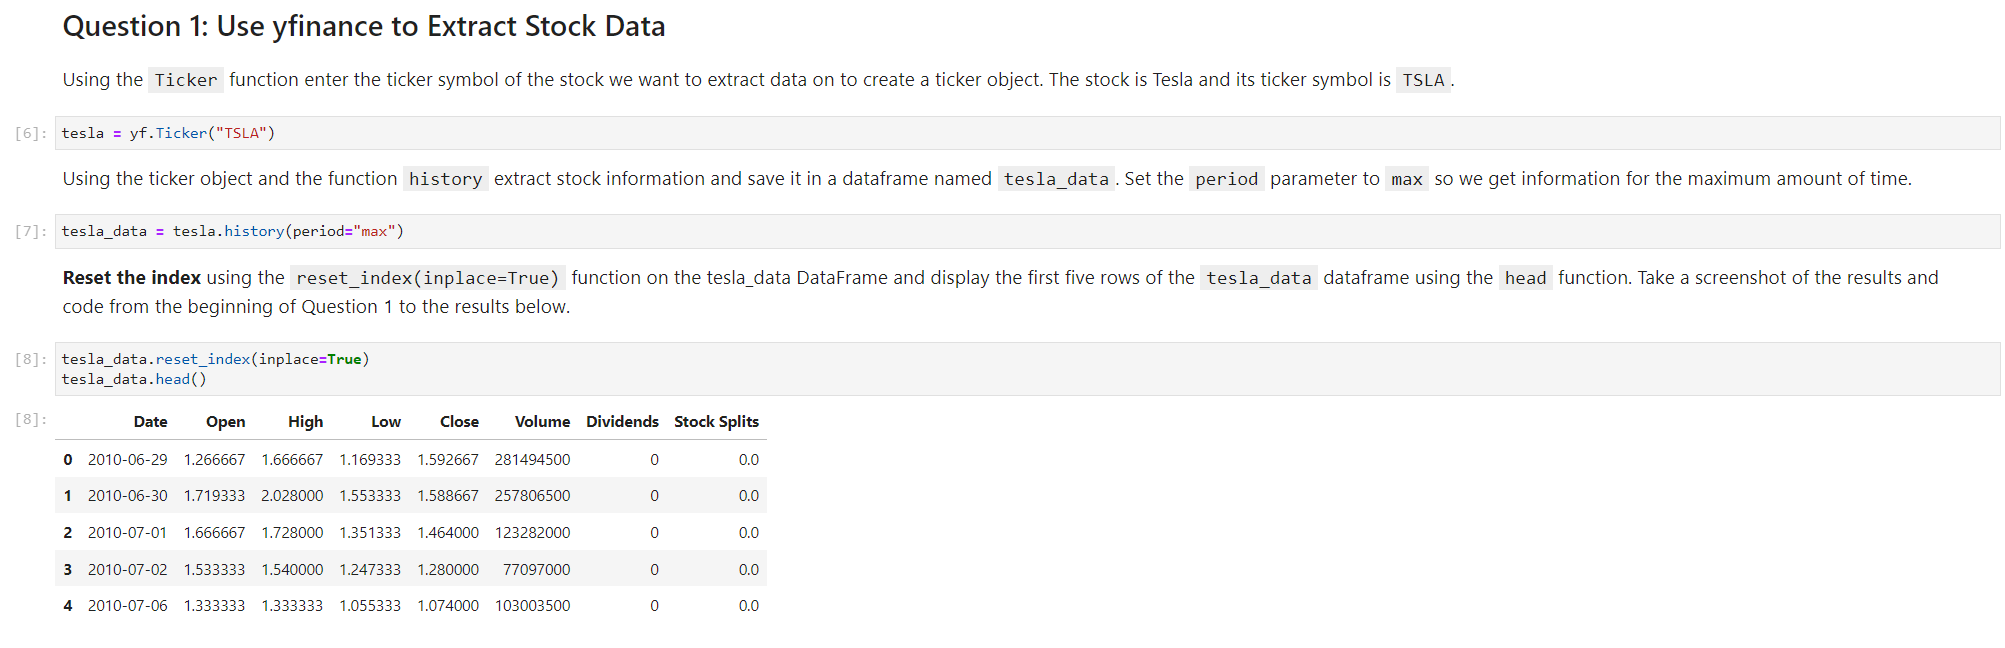 Question 1: Use yfinance to Extract Stock Data
Using the Ticker function enter the ticker symbol of the stock we want to extract data on to create a ticker object. The stock is Tesla and its ticker symbol is TSLA .
[6]: tesla = yf.Ticker("TSLA")
Using the ticker object and the function history extract stock information and save it in a dataframe named tesla_data . Set the period parameter to max so we get information for the maximum amount of time.
[7]: tesla_data = tesla.history(period="max")
Reset the index using the reset_index(inplace=True) function on the tesla_data DataFrame and display the first five rows of the tesla_data dataframe using the head function. Take a screenshot of the results and
code from the beginning of Question 1 to the results below.
[8]: tesla_data.reset_index(inplace=True)
tesla_data.head()
[8]: Date Open High Low Close Volume Dividends Stock Splits
0 2010-06-29 1.266667 1.666667 1.169333 1.592667 281494500 0 0.0
1 2010-06-30 1.719333 2.028000 1.553333 1.588667 257806500 0 0.0
2 2010-07-01 1.666667 1.728000 1.351333 1.464000 123282000 0 0.0
3 2010-07-02 1.533333 1.540000 1.247333 1.280000 77097000 0 0.0
4 2010-07-06 1.333333 1.333333 1.055333 1.074000 103003500 0 0.0